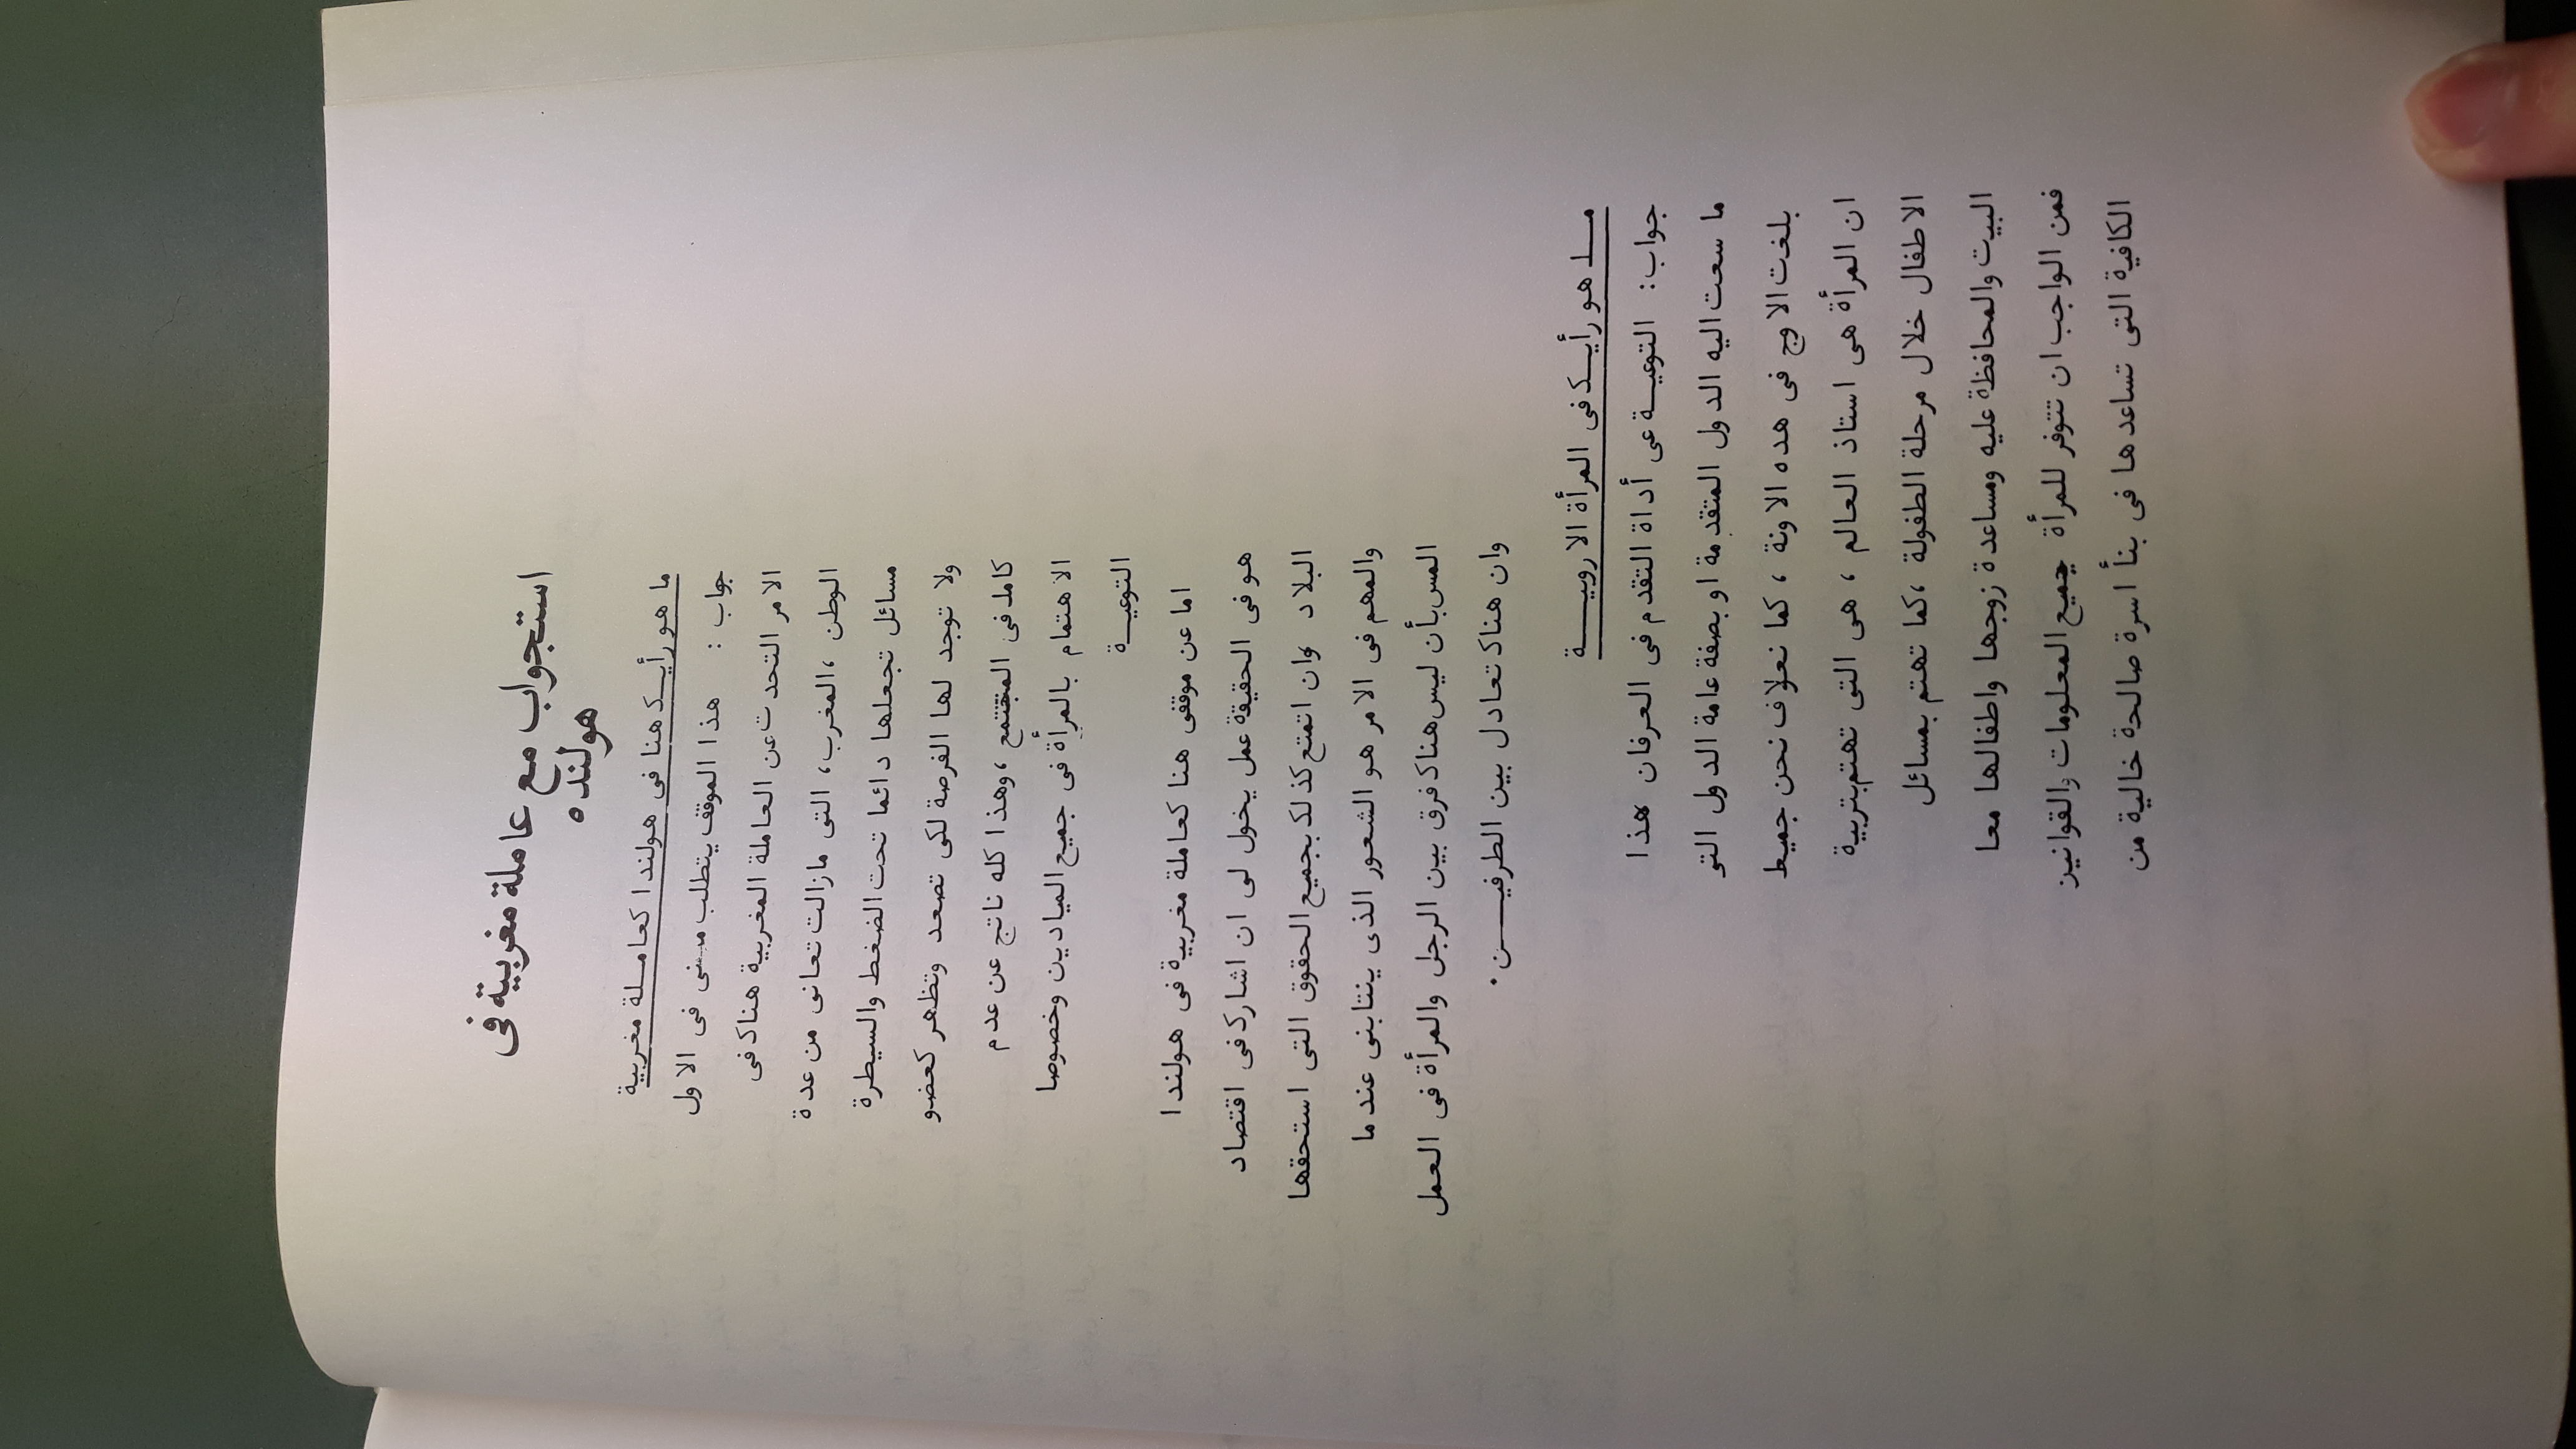 استجواب مع عاملة مغربية فى
هولنده
ما هو رأيك هنا فى هولندا كعاملة مغربية
جواب : هذا الموقف يتطلب منى فى الاول
الامر التحدت عن العاملة المغربية هناك فى
الوطن ،المغرب، التى مازالت تعانى من عدة
مسائل تجعلها دائما تحت الضغط والسيطرة
ولا توجد لها الفرصة لكى تصعد وتظهر كعضو
كامل فى المجتمع ،وهذا كله ناتج عن عدم
الاهتمام بالمرأة فى جميع الميادين وخصوصا
التوعية
اما عن موقفى هنا كعاملة مغربية فى هولندا
هو فى الحقيقة عمل يخول لى ان اشارك فى اقتصاد
البلاد وان اتمتع كذلك بجميع الحقوق التى استحقها
والمهم فى الامر هو الشعور الذى ينتابنى عندما
المس بأن ليس هناك فرق بين الرجل والمرأة فى العمل
وان هناك تعادل بين الطرفين.
ما هو رأيك فى المرأة الاروبية
جواب: التوعية عى أداة التقدم فى العرفان هذا
ما سعت اليه الدول المتقدمة او بصفة عامة الدول التى
بلغت الاوج فى هده الاونة ، كما نحن
ان المرأة هى استاذ العالم ، هى التى تهتم بتربية
الاطفال خلال مرحلة الطفولة ،كما تهتم بمسائل
البيت والمحافظة عليه ومساعدة زوجها واطفالها معا
فمن الواجب ان تتوفر للمرأة جميع المعلومات والقوانين
الكافية التى تساعدها فى بنأ اسرة صالحة خالية من